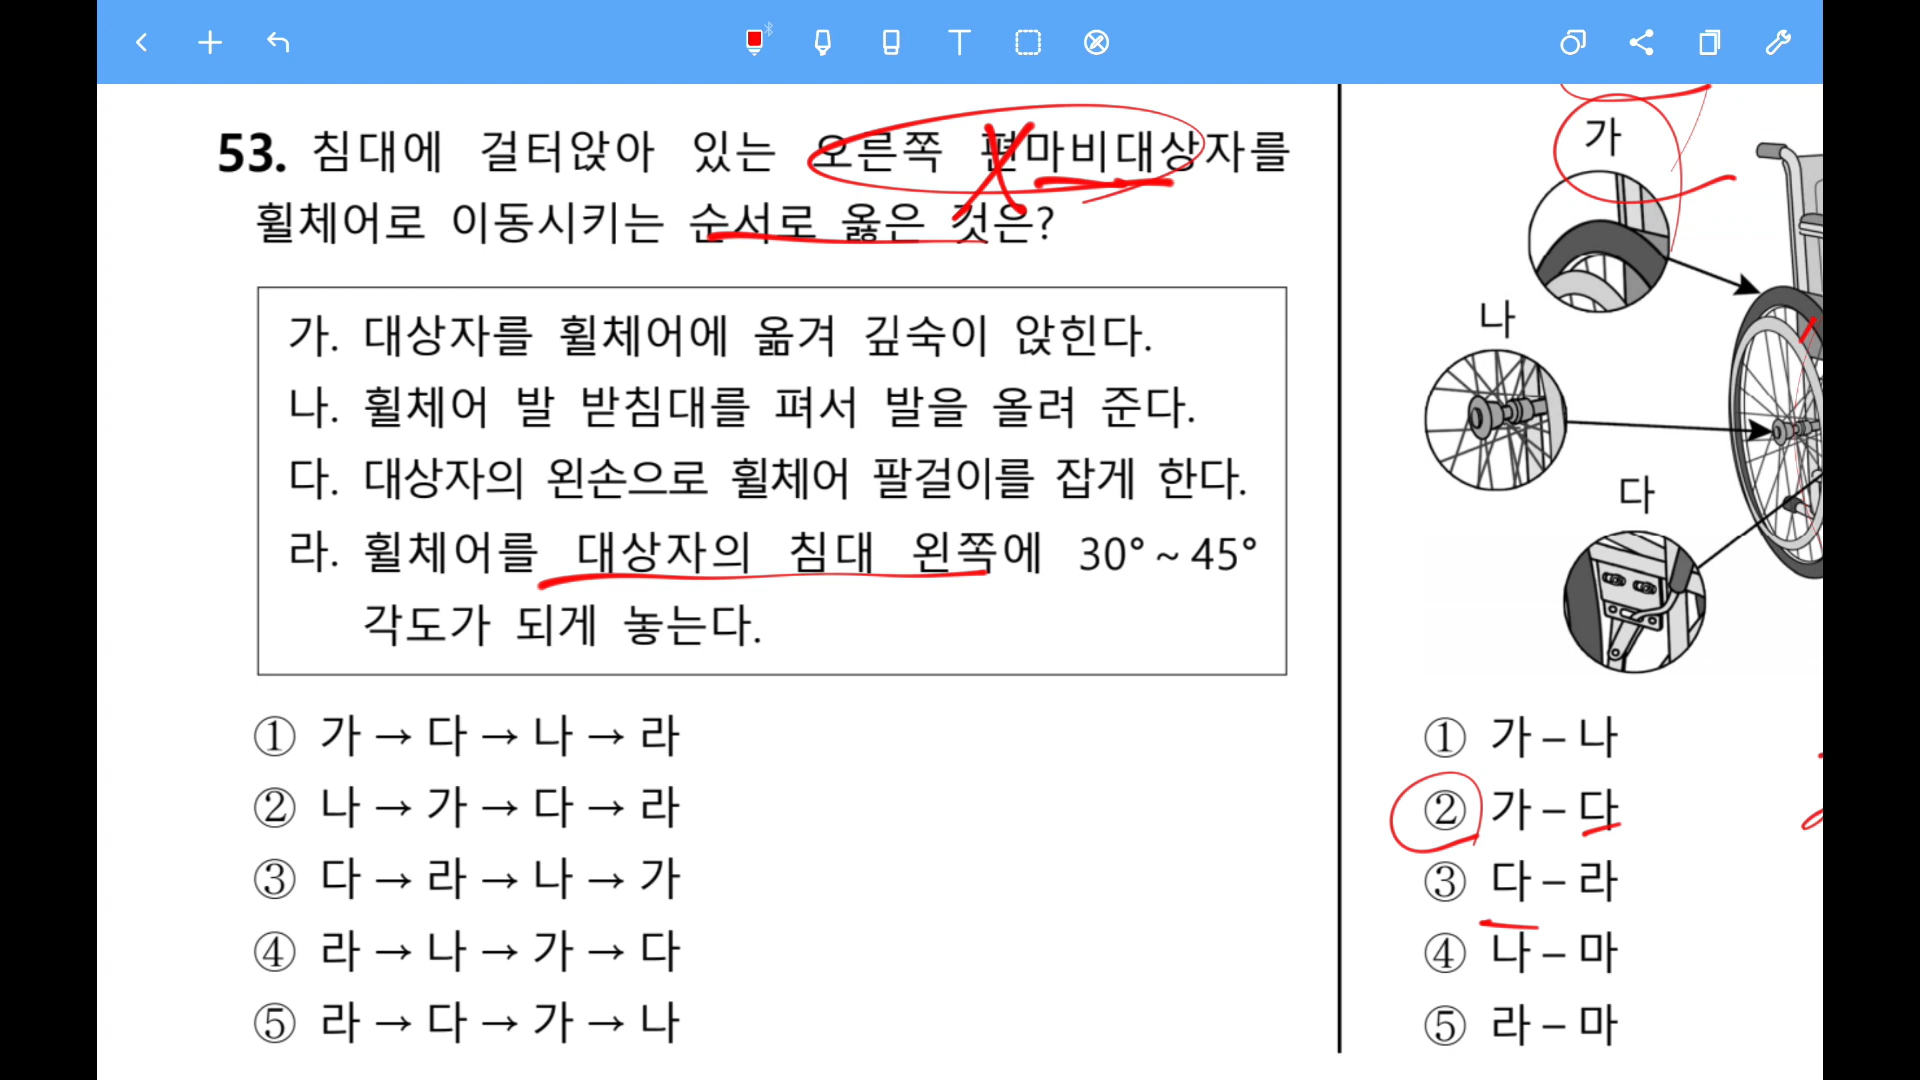 53. 침대에 걸터앉아 있는 오른쪽 편마비대상자를
휠체어로 이동시키는 순서로 옳은 것은?
가. 대상자를 휠체어에 옮겨 깊숙이 앉힌다.
나. 휠체어 발 받침대를 펴서 발을 올려 준다.
다. 대상자의 왼손으로 휠체어 팔걸이를 잡게 한다.
라. 휠체어를 대상자의 침대 왼쪽에 30° ~ 45°
각도가 되게 놓는다.
① 가 → 다 → 나 → 라
② 나 → 가 → 다 → 라
③ 다 → 라 → 나 → 가
④ 라 → 나 → 가 → 다
⑤ 라 → 다 → 가 → 나
가
나
다
① 가 – 나
② 가 – 다
③ 다 – 라
④ 나 – 마
⑤ 라 – 마